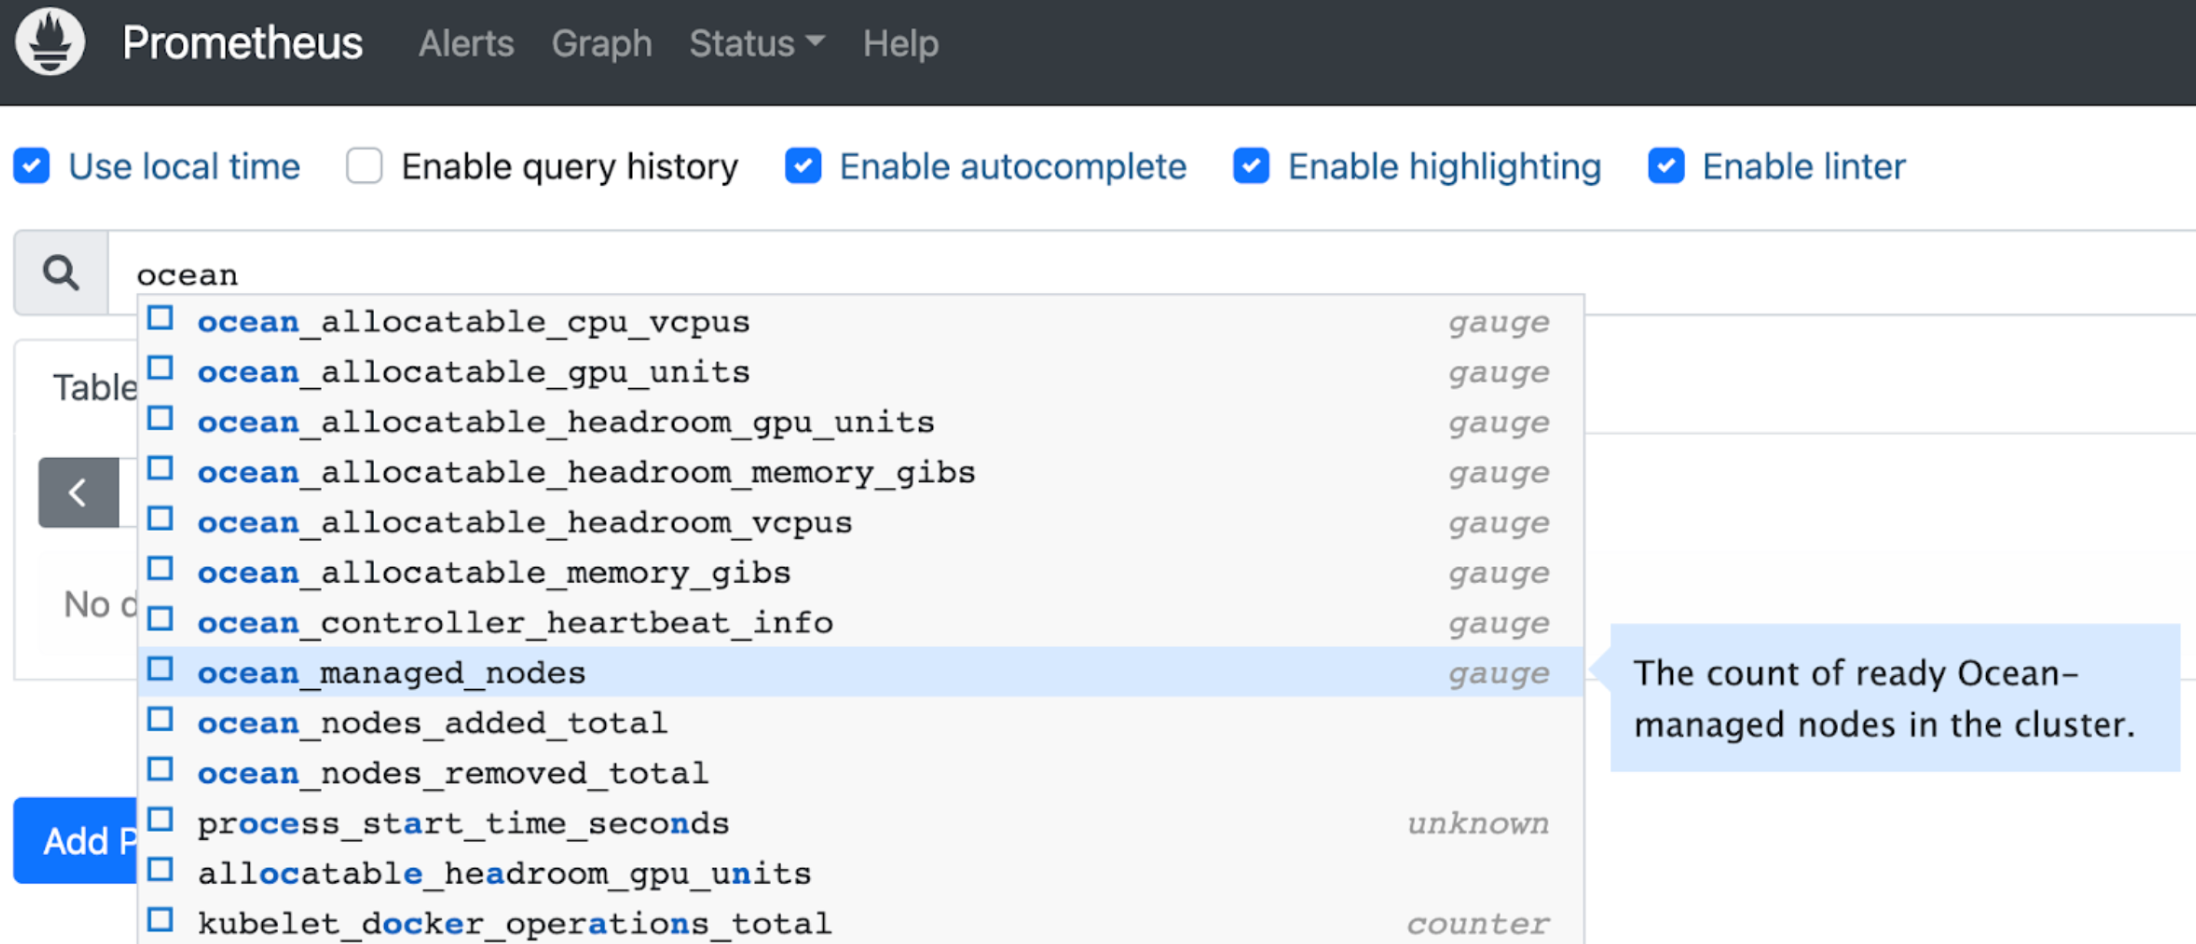 Prometheus Alerts Graph Status Help
Use local time Enable query history Enable autocomplete Enable highlighting Enable linter
ocean
Table
No d
Add P
ocean_allocatable_cpu_vcpus gauge
ocean_allocatable_gpu_units gauge
ocean_allocatable_headroom_gpu_units gauge
ocean_allocatable_headroom_memory_gibs gauge
ocean_allocatable_headroom_vcpus gauge
ocean_allocatable_memory_gibs gauge
ocean_controller_heartbeat_info gauge
ocean_managed_nodes gauge
ocean_nodes_added_total
ocean_nodes_removed_total
process_start_time_seconds unknown
allocatable_headroom_gpu_units
kubelet_docker_operations_total counter
The count of ready Ocean-
managed nodes in the cluster.